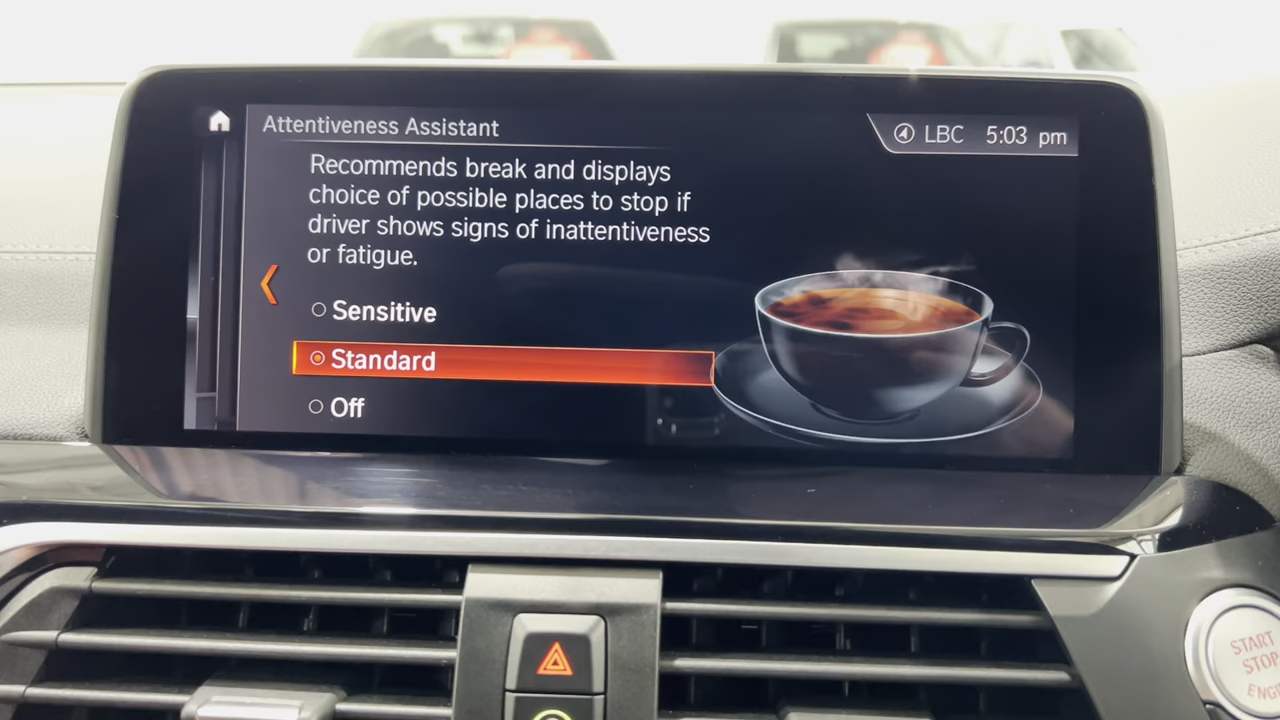 Attentiveness Assistant
LBC 5:03 pm
Recommends break and displays
choice of possible places to stop if
driver shows signs of inattentiveness
or fatigue.
Sensitive
Standard
Off
START
STOP